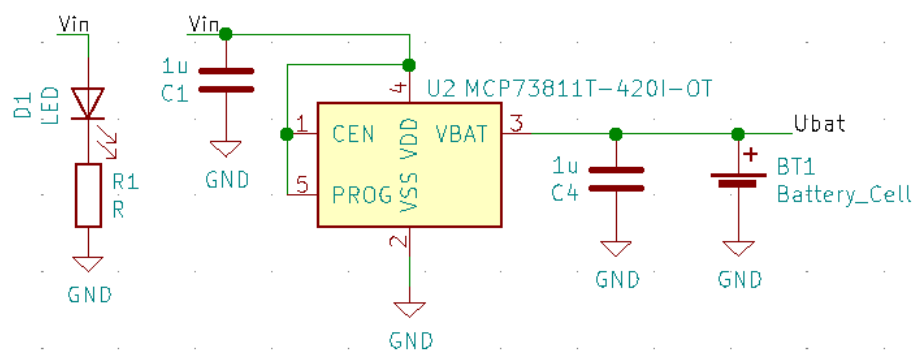 Vin
D1
LED
R1
R
GND
Vin
1u
C1
GND
U2 MCP73811T-420I-OT
4
1
CEN
VDD
VBAT
3
5
PROG
VSS
2
GND
Ubat
1u
C4
GND
+
BT1
Battery_Cell
GND